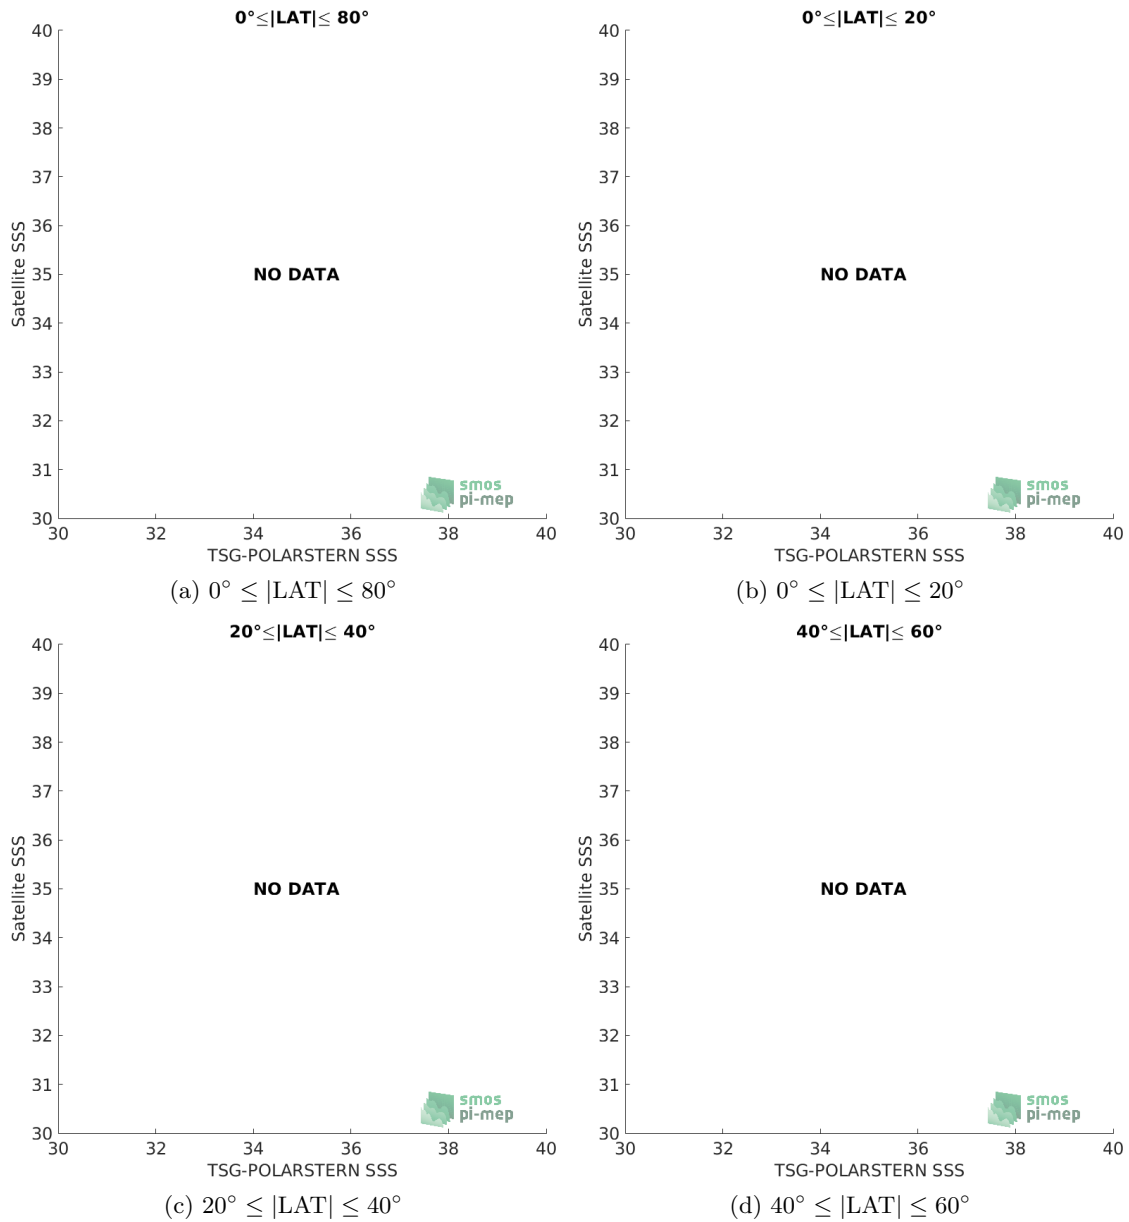 0°≤|LAT|≤ 80°
40
39
38
37
36
35
34
33
32
31
30
Satellite SSS
NO DATA
smos
pi-mep
30 32 34 36 38 40
TSG-POLARSTERN SSS
(a) 0° ≤ |LAT| ≤ 80°
0°≤|LAT|≤ 20°
40
39
38
37
36
35
34
33
32
31
30
Satellite SSS
NO DATA
smos
pi-mep
30 32 34 36 38 40
TSG-POLARSTERN SSS
(b) 0° ≤ |LAT| ≤ 20°
20°≤|LAT|≤ 40°
40
39
38
37
36
35
34
33
32
31
30
Satellite SSS
NO DATA
smos
pi-mep
30 32 34 36 38 40
TSG-POLARSTERN SSS
(c) 20° ≤ |LAT| ≤ 40°
40°≤|LAT|≤ 60°
40
39
38
37
36
35
34
33
32
31
30
Satellite SSS
NO DATA
smos
pi-mep
30 32 34 36 38 40
TSG-POLARSTERN SSS
(d) 40° ≤ |LAT| ≤ 60°